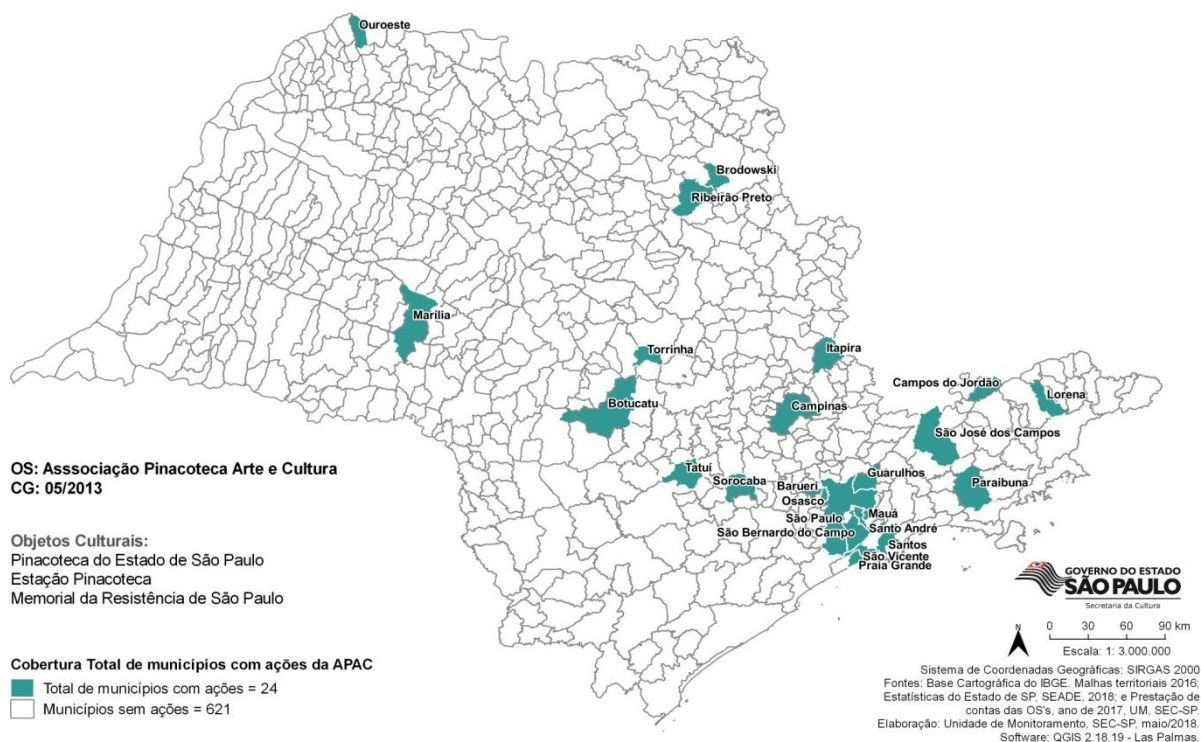 Ouroeste
Brodowski
Ribeirão Preto
Marília
Torrinha
Itapira
Campos do Jordão
Lorena
Botucatu
Campinas
São José dos Campos
Tatuí
Sorocaba
Guarulhos
Barueri
Osasco
Paraibuna
São Paulo
Mauá
São Bernardo do Campo
Santo André
Santos
São Vicente
Praia Grande
OS: Asssociação Pinacoteca Arte e Cultura
CG: 05/2013
Objetos Culturais:
Pinacoteca do Estado de São Paulo
Estação Pinacoteca
Memorial da Resistência de São Paulo
Cobertura Total de municípios com ações da APAC
Total de municípios com ações = 24
Municípios sem ações = 621
GOVERNO DO ESTADO
SÃO PAULO
Secretaria da Cultura
N
0 30 60 90 km
Escala: 1: 3.000.000
Sistema de Coordenadas Geográficas: SIRGAS 2000
Fontes: Base Cartográfica do IBGE. Malhas territoriais 2016;
Estatísticas do Estado de SP, SEADE, 2018; e Prestação de
contas das OS's, ano de 2017, UM, SEC-SP.
Elaboração: Unidade de Monitoramento, SEC-SP, maio/2018.
Software: QGIS 2.18.19 - Las Palmas.